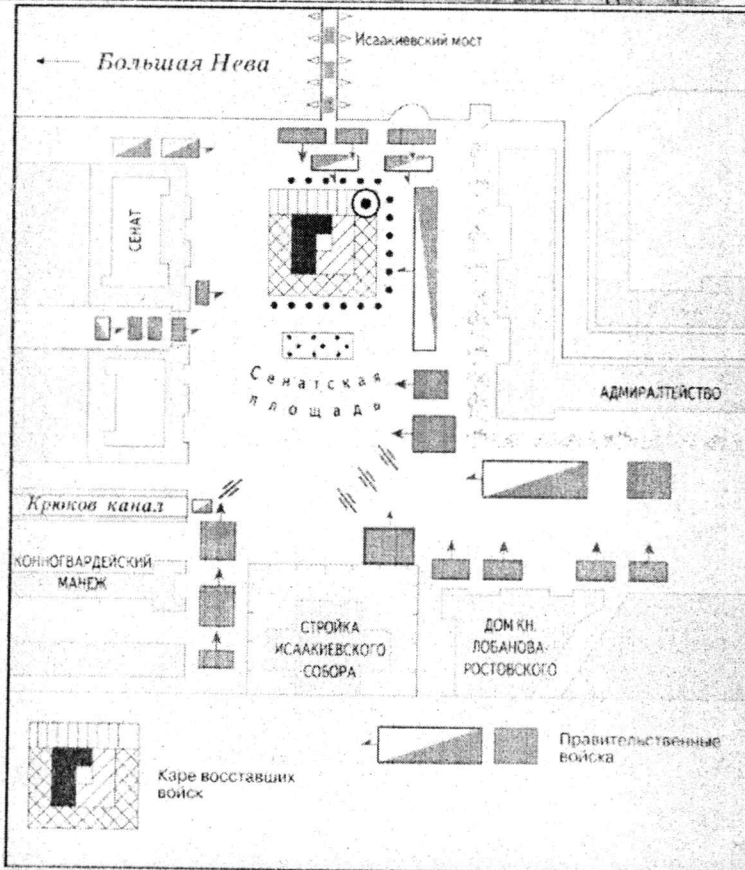 Исаакиевский мост
Большая Нева
СЕНАТ
Сенатская
площадь
АДМИРАЛТЕЙСТВО
Крюков канал
КОННОГВАРДЕЙСКИЙ
МАНЕЖ
СТРОЙКА
ИСААКИЕВСКОГО
СОБОРА
ДОМ КН.
ЛОБАНОВА-
РОСТОВСКОГО
Каре восставших
войск
Правительственные
войска